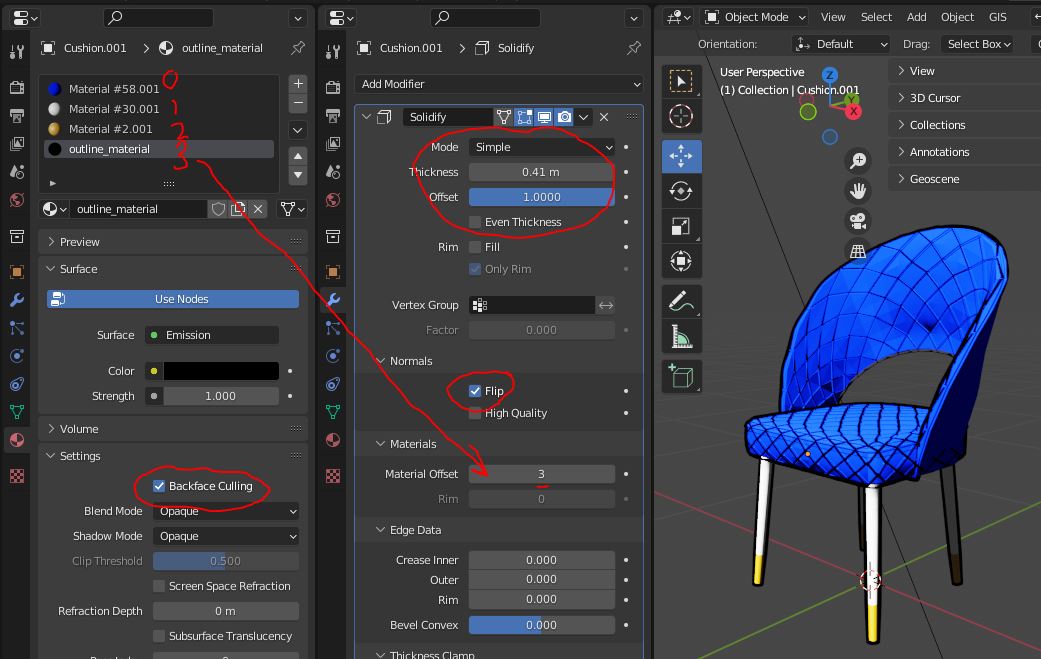 Cushion.001 > outline_material
Material #58.001 0
Material #30.001 1
Material #2.001 2
outline_material 3
outline_material
Preview
Surface
Use Nodes
Surface Emission
Color
Strength 1.000
Volume
Settings
Backface Culling
Blend Mode Opaque
Shadow Mode Opaque
Clip Threshold 0.500
Screen Space Refraction
Refraction Depth 0 m
Subsurface Translucency
Cushion.001 > Solidify
Add Modifier
Solidify
Mode Simple
Thickness 0.41 m
Offset 1.0000
Even Thickness
Rim Fill
Only Rim
Vertex Group
Factor 0.000
Normals
Flip
High Quality
Materials
Material Offset 3
Rim 0
Edge Data
Crease Inner 0.000
Outer 0.000
Rim 0.000
Bevel Convex 0.000
Thickness Clamp
Object Mode View Select Add Object GIS
Orientation: Default Drag: Select Box
User Perspective
(1) Collection | Cushion.001
Z
Y
X
View
3D Cursor
Collections
Annotations
Geoscene